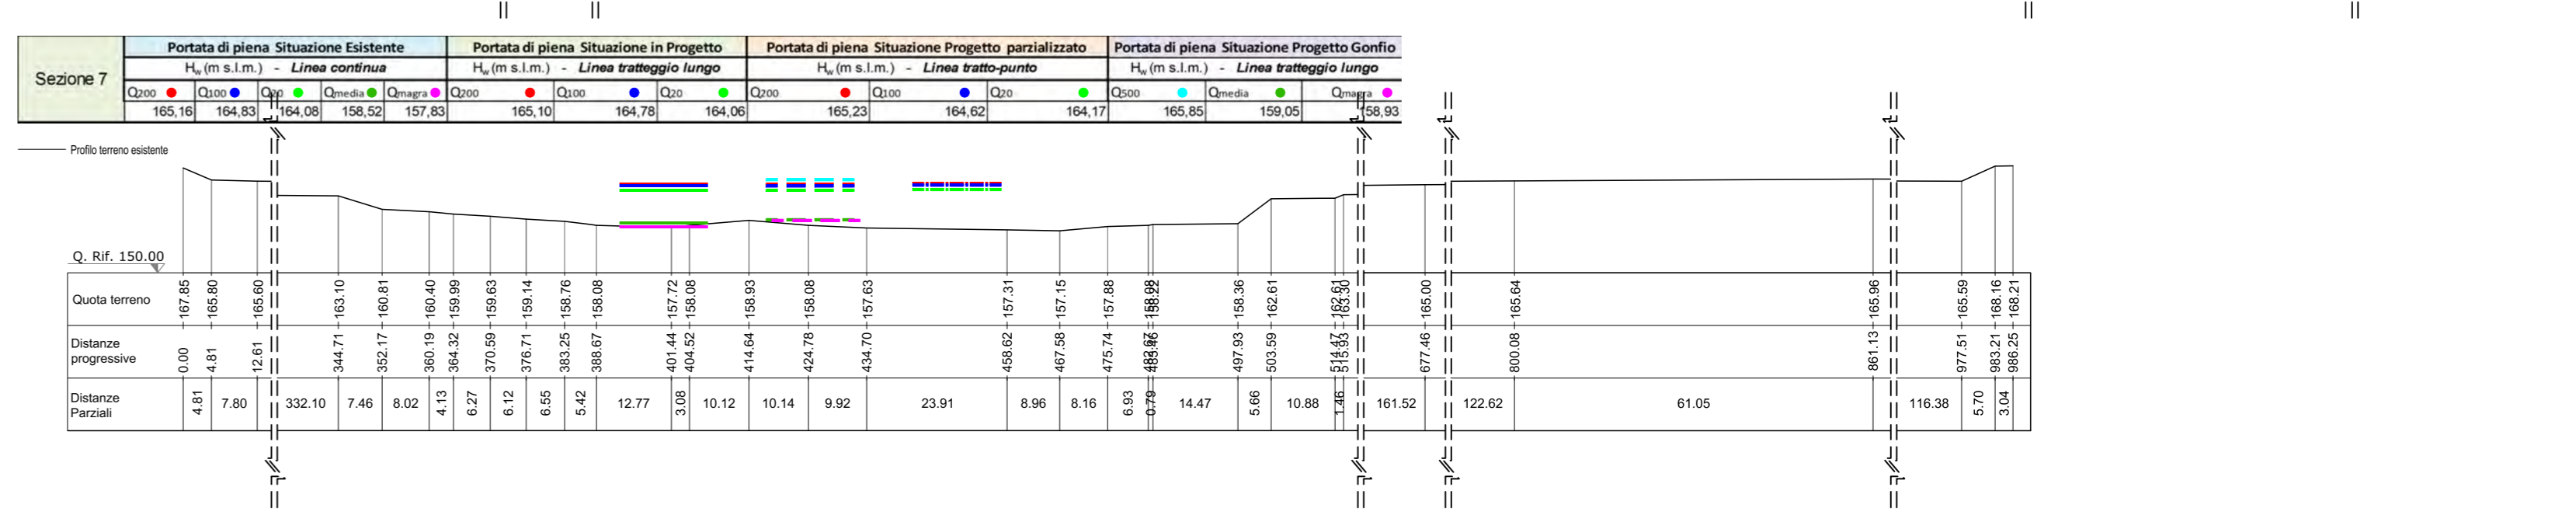 Sezione 7
Portata di piena Situazione Esistente Portata di piena Situazione in Progetto Portata di piena Situazione Progetto parzializzato Portata di piena Situazione Progetto Gonfio
Hw (m s.l.m.) - Linea continua Hw (m s.l.m.) - Linea tratteggio lungo Hw (m s.l.m.) - Linea tratto-punto Hw (m s.l.m.) - Linea tratteggio lungo
Q200 Q100 Q20 Qmedia Qmagra Q200 Q100 Q20 Q200 Q100 Q20 Q500 Qmedia Qmagra
165,16 164,83 164,08 158,52 157,83 165,10 164,78 164,06 165,23 164,62 164,17 165,85 159,05 158,93
Profilo terreno esistente
Q. Rif. 150.00
Quota terreno 167.85 165.80 165.60 163.10 160.81 160.40 159.99 159.63 159.14 158.76 158.08 157.72 158.08 158.93 158.08 157.63 157.31 157.15 157.88 158.36 162.61 162.61 163.30 165.00 165.64 165.96 165.59 168.16 168.21
Distanze
progressive 0.00 4.81 12.61 344.71 352.17 360.19 364.32 370.59 376.71 383.25 388.67 401.44 404.52 414.64 424.78 434.70 458.62 467.58 475.74 497.93 503.59 514.47 515.93 677.46 800.08 861.13 977.51 983.21 986.25
Distanze
Parziali 4.81 7.80 332.10 7.46 8.02 4.13 6.27 6.12 6.55 5.42 12.77 3.08 10.12 10.14 9.92 23.91 8.96 8.16 6.93 0.79 14.47 5.66 10.88 1.46 161.52 122.62 61.05 116.38 5.70 3.04